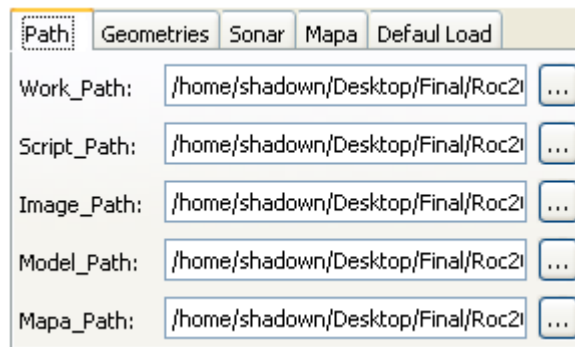 Path Geometries Sonar Mapa Defaul Load
Work_Path: /home/shadown/Desktop/Final/Roc2 ...
Script_Path: /home/shadown/Desktop/Final/Roc2 ...
Image_Path: /home/shadown/Desktop/Final/Roc2 ...
Model_Path: /home/shadown/Desktop/Final/Roc2 ...
Mapa_Path: /home/shadown/Desktop/Final/Roc2 ...